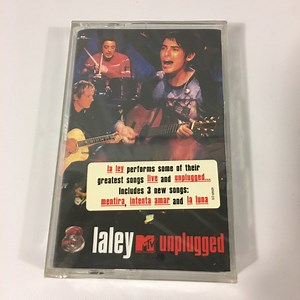 la ley performs some of their
greatest songs live and unplugged...
Includes 3 new songs:
mentira, intenta amar and la luna
laley MTV unplugged